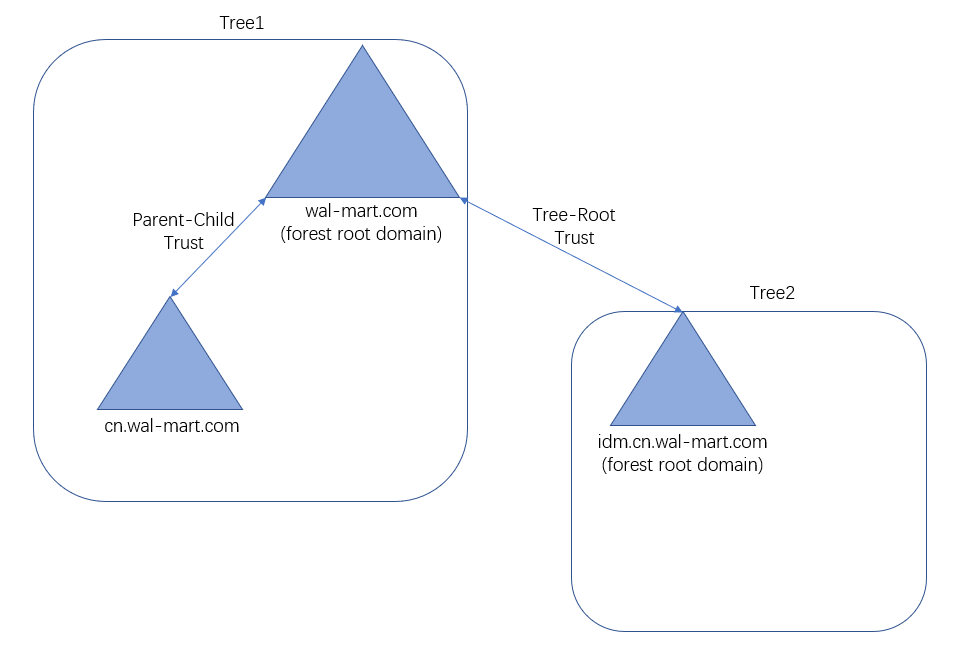 Tree1
Parent-Child
Trust
wal-mart.com
(forest root domain)
Tree-Root
Trust
cn.wal-mart.com
Tree2
idm.cn.wal-mart.com
(forest root domain)